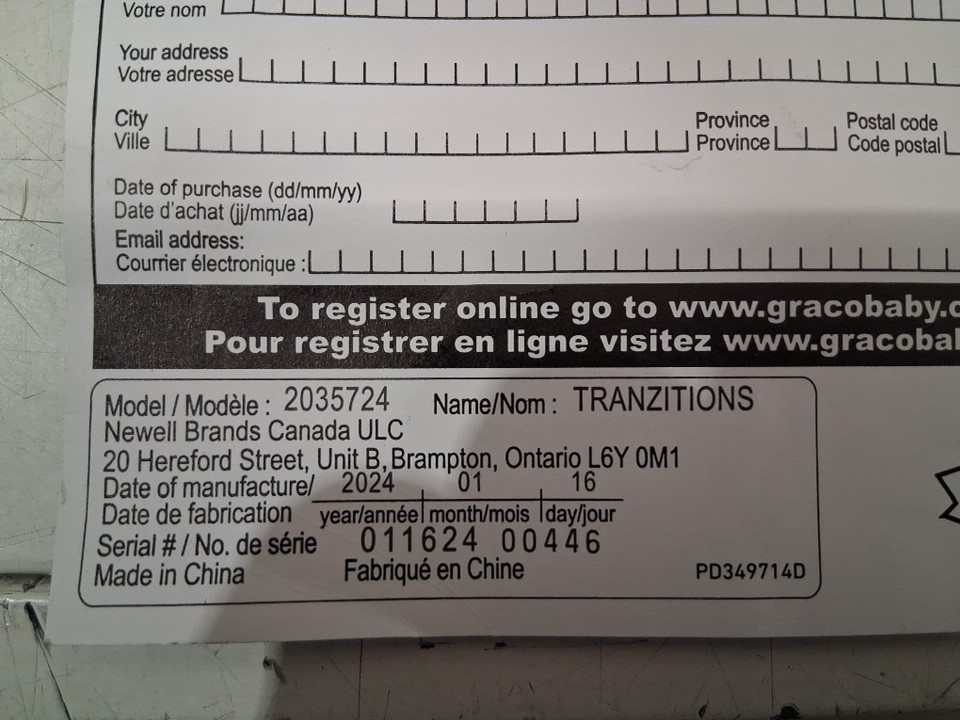 Votre nom
Your address
Votre adresse
City
Ville
Province
Province
Postal code
Code postal
Date of purchase (dd/mm/yy)
Date d'achat (jj/mm/aa)
Email address:
Courrier électronique :
To register online go to www.gracobaby.c
Pour registrer en ligne visitez www.gracobal
Model / Modèle : 2035724 Name/Nom : TRANZITIONS
Newell Brands Canada ULC
20 Hereford Street, Unit B, Brampton, Ontario L6Y 0M1
Date of manufacture/ 2024 01 16
Date de fabrication year/année month/mois day/jour
Serial # / No. de série 011624 00446
Made in China Fabriqué en Chine PD349714D